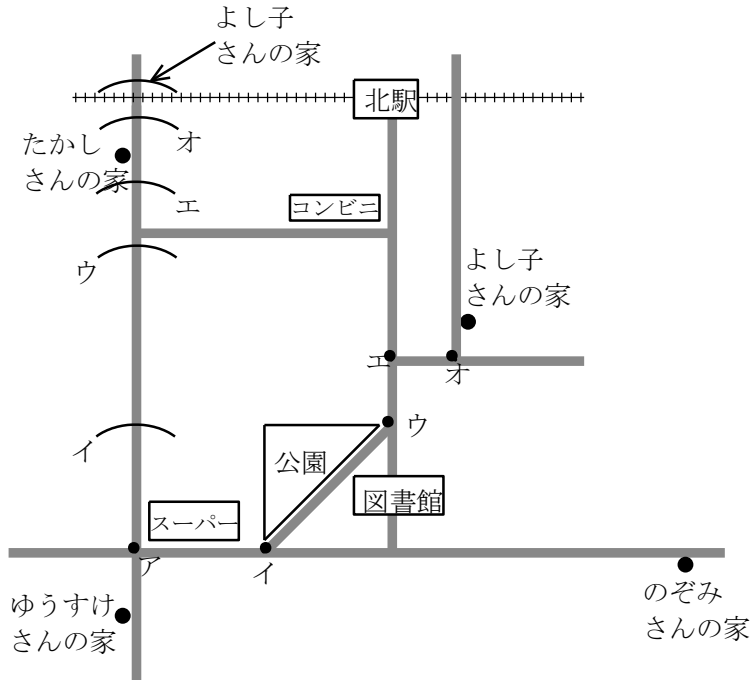 よし子
さんの家
北駅
オ
たかし
さんの家
エ
コンビニ
ウ
よし子
さんの家
エ
オ
ウ
イ
公園
図書館
スーパー
ア
イ
ゆうすけ
さんの家
のぞみ
さんの家